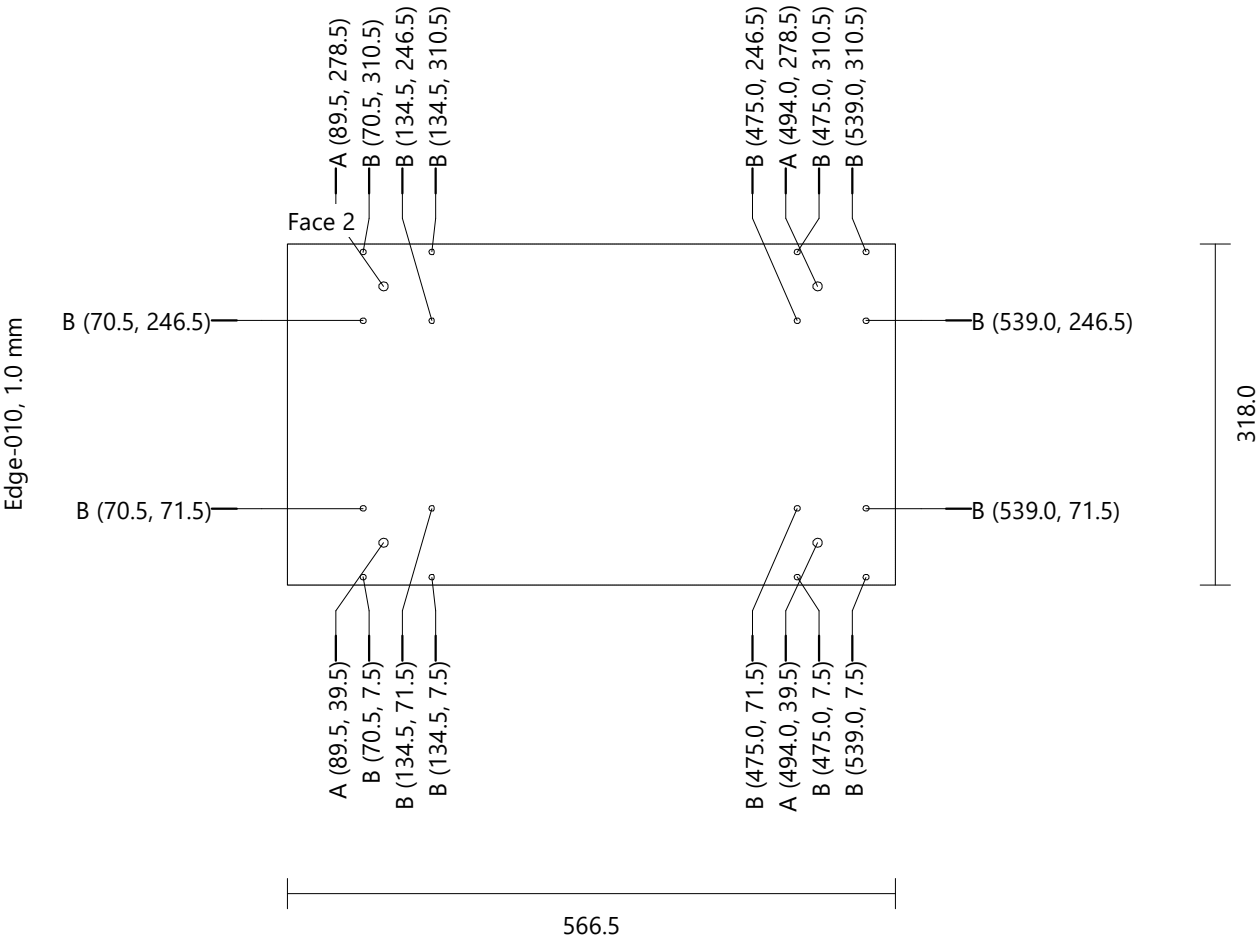 A (89.5, 278.5)
B (70.5, 310.5)
B (134.5, 246.5)
B (134.5, 310.5)
B (475.0, 246.5)
A (494.0, 278.5)
B (475.0, 310.5)
B (539.0, 310.5)
Face 2
B (70.5, 246.5)
B (539.0, 246.5)
Edge-010, 1.0 mm
318.0
B (70.5, 71.5)
B (539.0, 71.5)
A (89.5, 39.5)
B (70.5, 7.5)
B (134.5, 71.5)
B (134.5, 7.5)
B (475.0, 71.5)
A (494.0, 39.5)
B (475.0, 7.5)
B (539.0, 7.5)
566.5